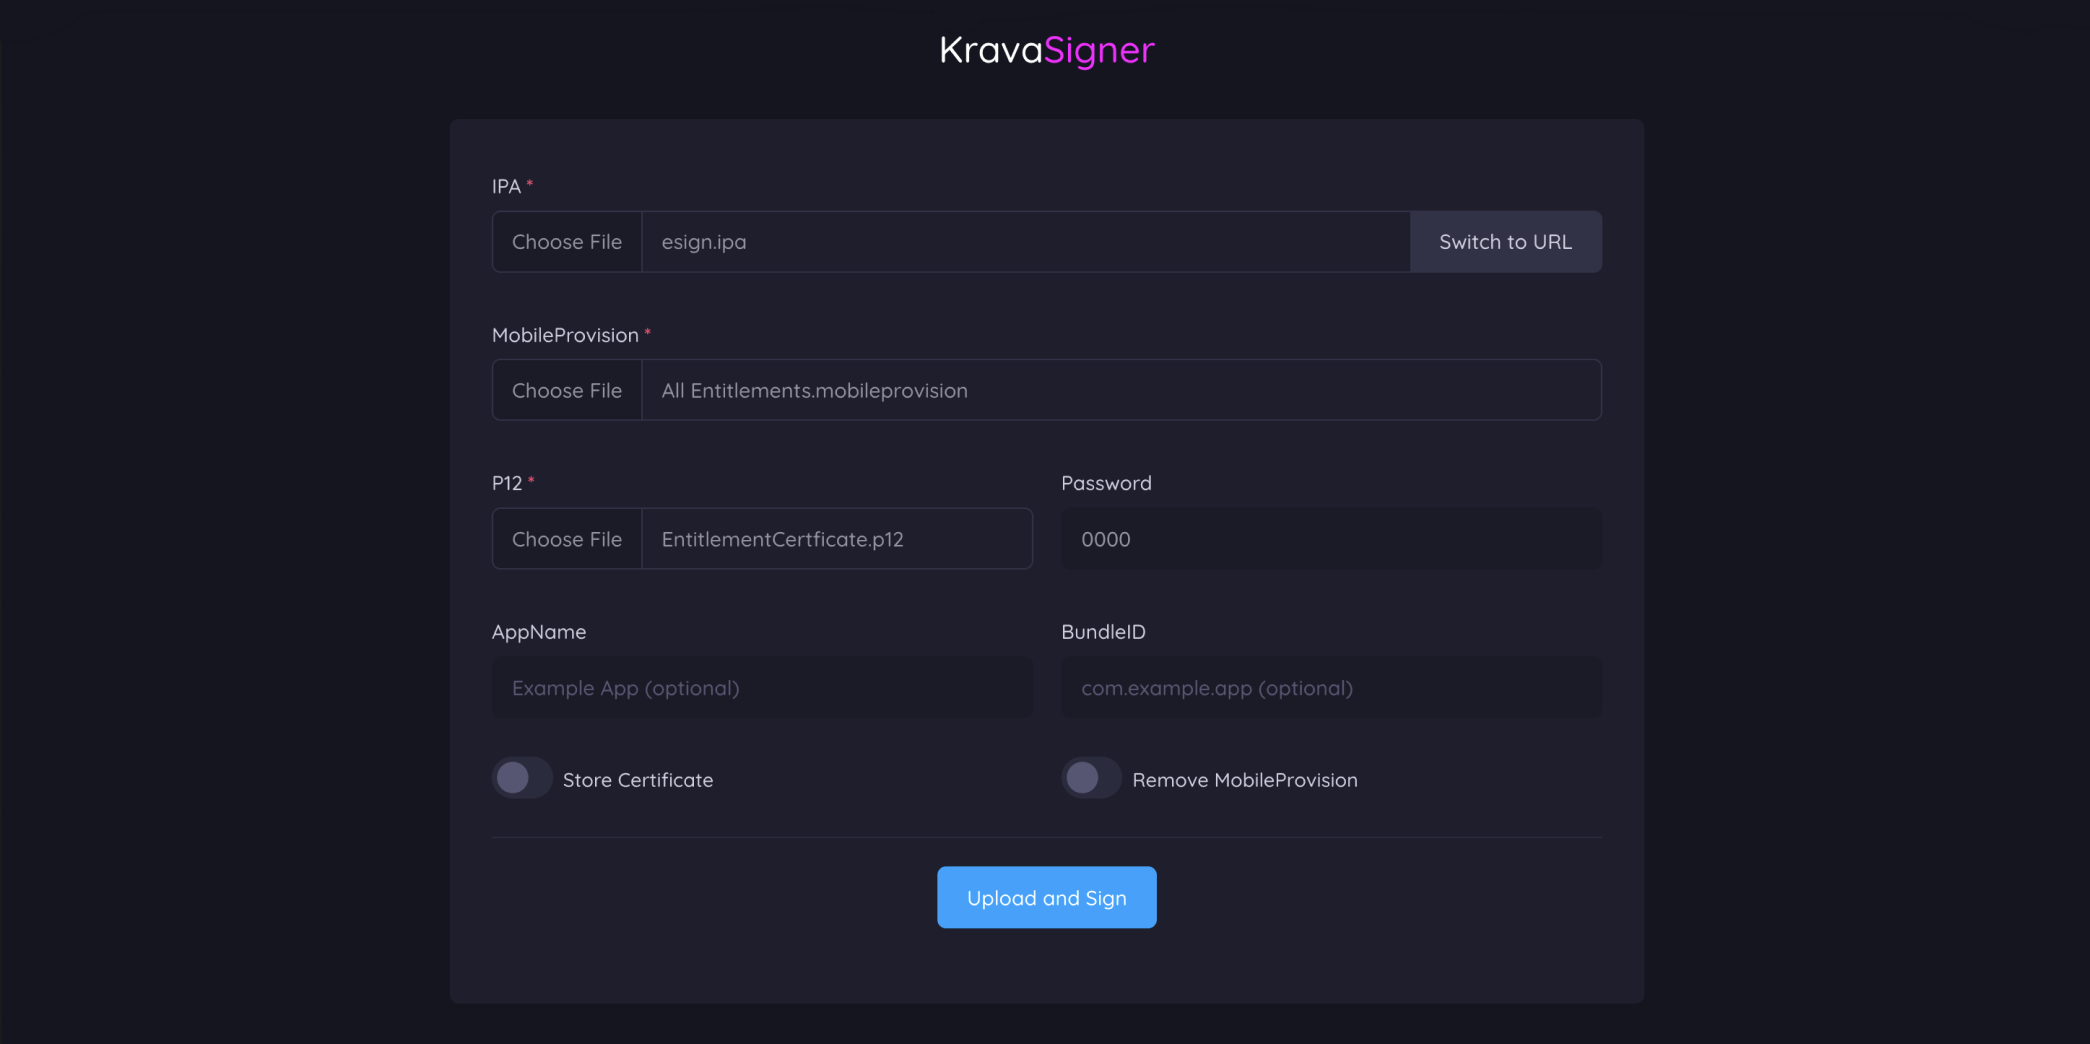 KravaSigner
IPA *
Choose File esign.ipa Switch to URL
MobileProvision *
Choose File All Entitlements.mobileprovision
P12 * Password
Choose File EntitlementCertficate.p12 0000
AppName BundleID
Example App (optional) com.example.app (optional)
Store Certificate Remove MobileProvision
Upload and Sign